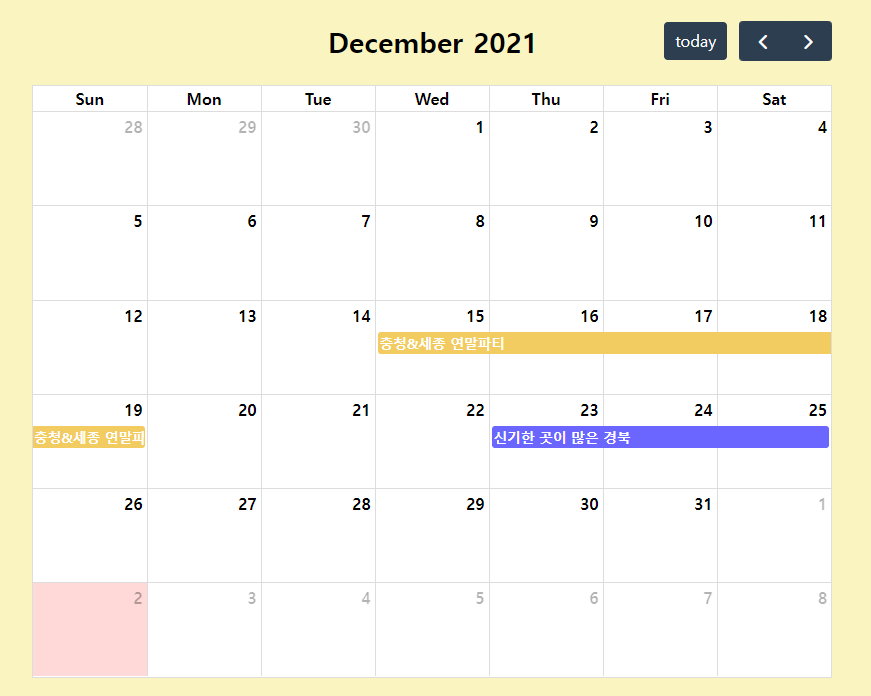 December 2021
today
Sun Mon Tue Wed Thu Fri Sat
28 29 30 1 2 3 4
5 6 7 8 9 10 11
12 13 14 15 16 17 18
충청&세종 연말파티
19 20 21 22 23 24 25
충청&세종 연말파 신기한 곳이 많은 경북
26 27 28 29 30 31 1
2 3 4 5 6 7 8